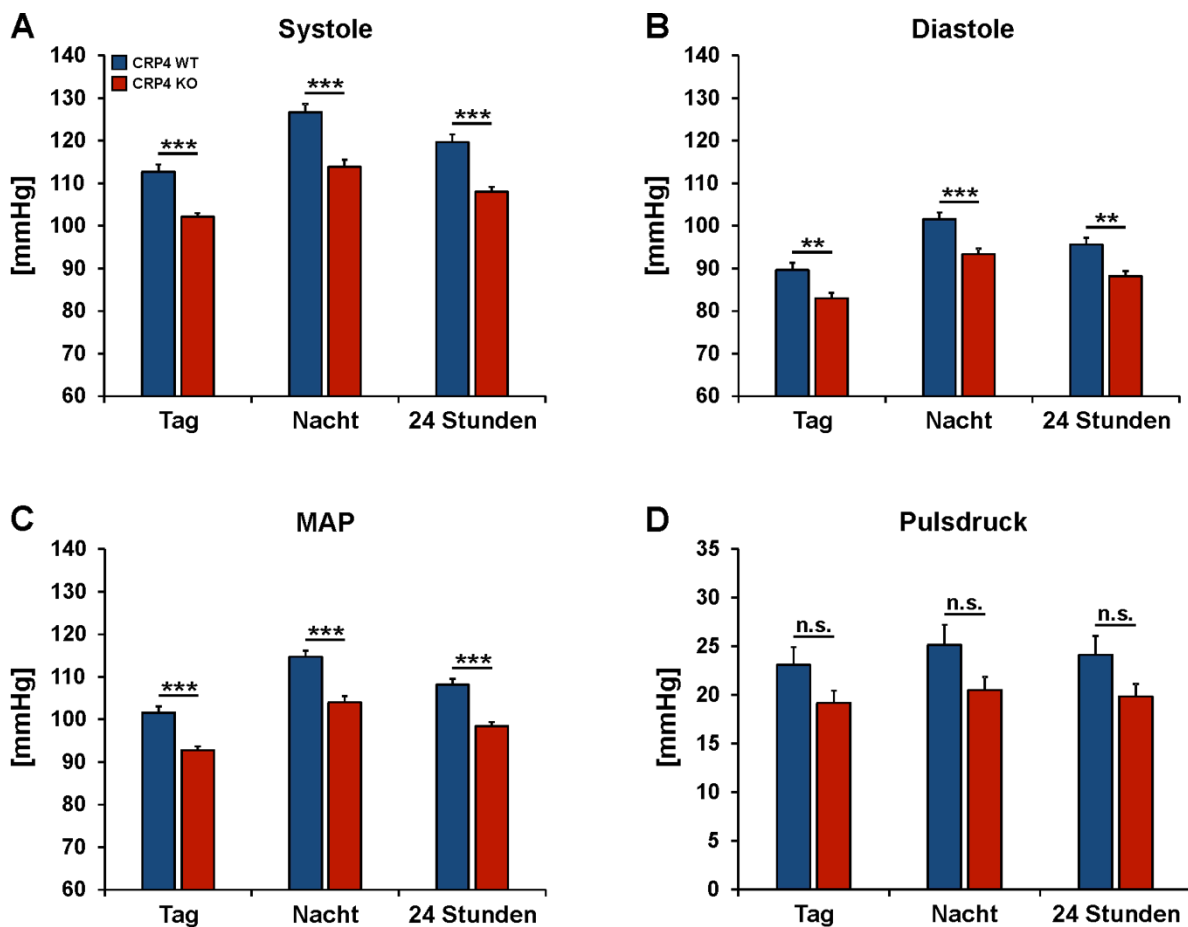 A
Systole
CRP4 WT
CRP4 KO
[mmHg]
140
130
120
110
100
90
80
70
60
***
***
***
Tag
Nacht
24 Stunden
B
Diastole
[mmHg]
140
130
120
110
100
90
80
70
60
**
***
**
Tag
Nacht
24 Stunden
C
MAP
[mmHg]
140
130
120
110
100
90
80
70
60
***
***
***
Tag
Nacht
24 Stunden
D
Pulsdruck
[mmHg]
35
30
25
20
15
10
5
0
n.s.
n.s.
n.s.
Tag
Nacht
24 Stunden